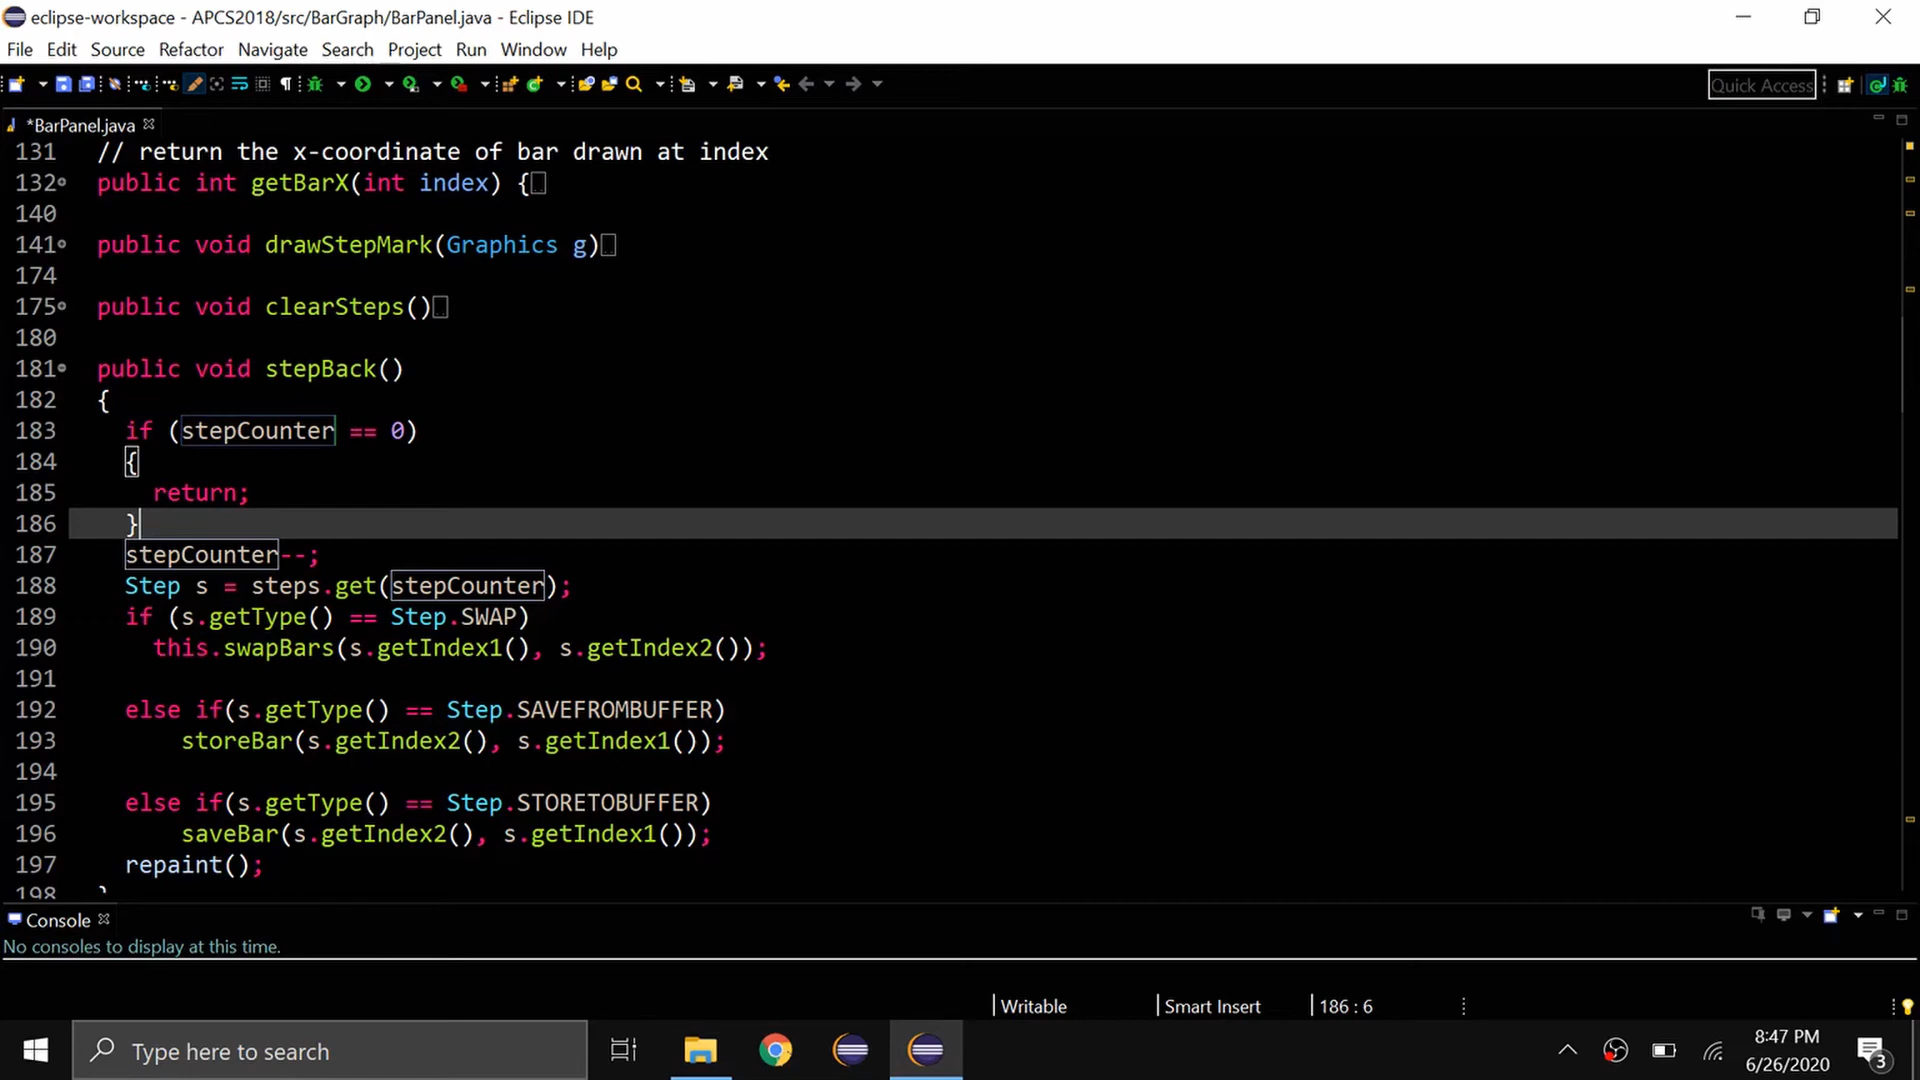 eclipse-workspace - APCS2018/src/BarGraph/BarPanel.java - Eclipse IDE
File Edit Source Refactor Navigate Search Project Run Window Help
Quick Access
*BarPanel.java
131 // return the x-coordinate of bar drawn at index
132 public int getBarX(int index) {
140
141 public void drawStepMark(Graphics g)
174
175 public void clearSteps()
180
181 public void stepBack()
182 {
183 if (stepCounter == 0)
184 {
185 return;
186 }
187 stepCounter--;
188 Step s = steps.get(stepCounter);
189 if (s.getType() == Step.SWAP)
190 this.swapBars(s.getIndex1(), s.getIndex2());
191
192 else if(s.getType() == Step.SAVEFROMBUFFER)
193 storeBar(s.getIndex2(), s.getIndex1());
194
195 else if(s.getType() == Step.STORETOBUFFER)
196 saveBar(s.getIndex2(), s.getIndex1());
197 repaint();
198 }
Console
No consoles to display at this time.
Writable Smart Insert 186 : 6
Type here to search
8:47 PM
6/26/2020
3